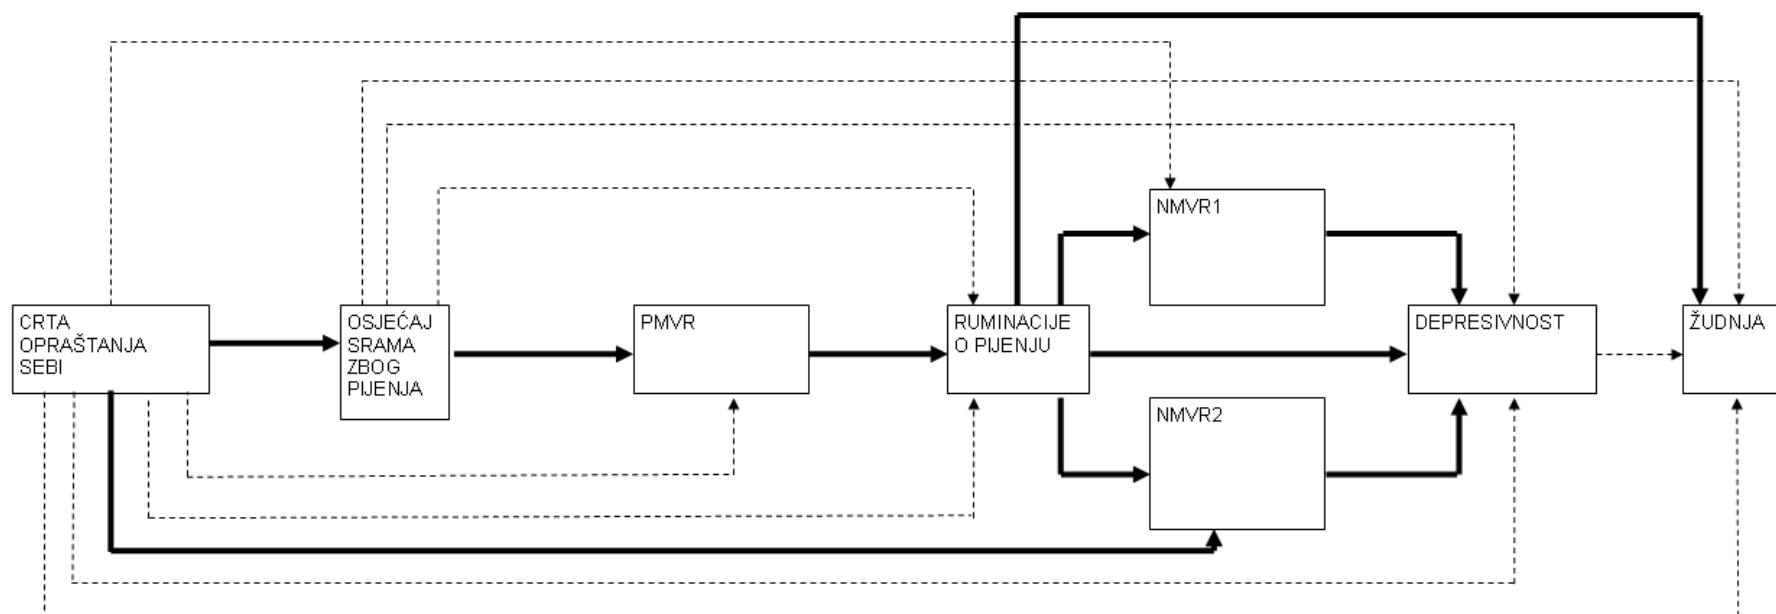 NMVR1
CRTA
OPRAŠTANJA
SEBI
OSJEĆAJ
SRAMA
ZBOG
PIJENJA
PMVR
RUMINACIJE
O PIJENJU
DEPRESIVNOST
ŽUDNJA
NMVR2